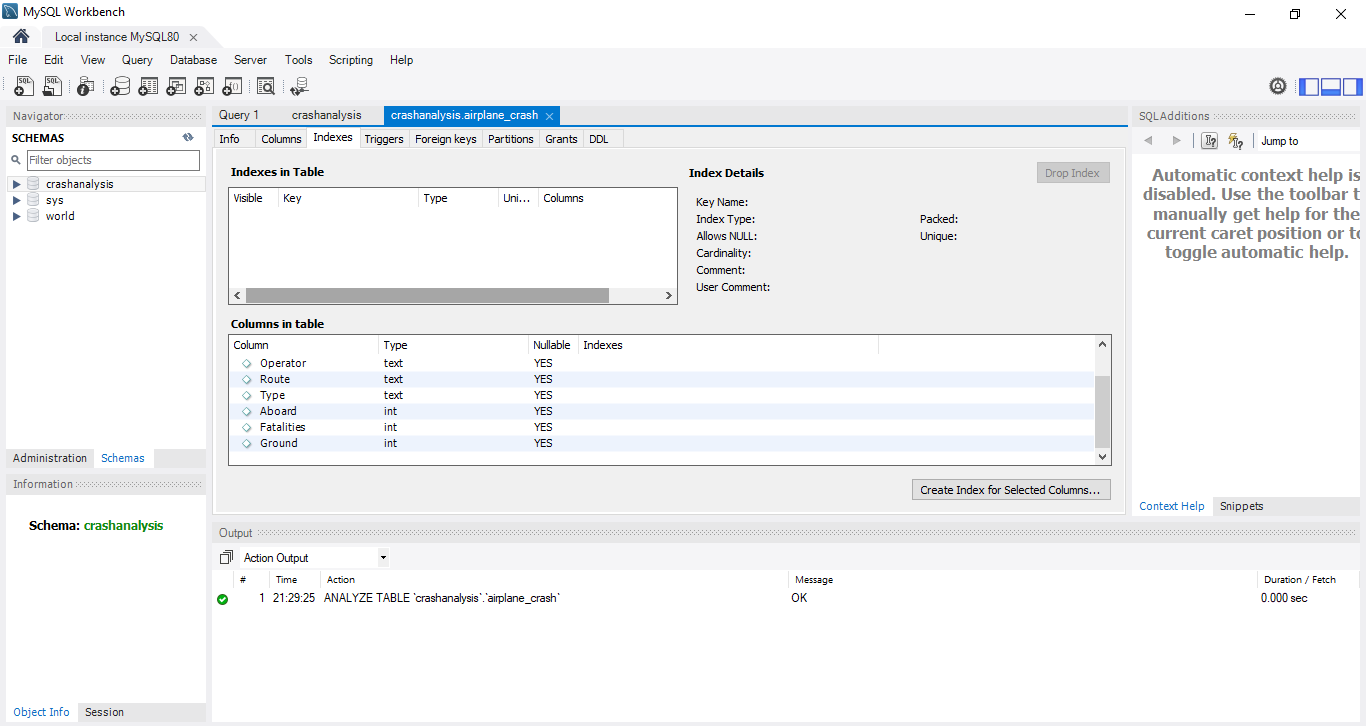 MySQL Workbench
Local instance MySQL80
File Edit View Query Database Server Tools Scripting Help
Navigator
SCHEMAS
Filter objects
crashanalysis
sys
world
Administration Schemas
Information
Schema: crashanalysis
Object Info Session
Query 1 crashanalysis crashanalysis.airplane_crash
Info Columns Indexes Triggers Foreign keys Partitions Grants DDL
Indexes in Table
Visible Key Type Uni... Columns
Index Details
Drop Index
Key Name:
Index Type: Packed:
Allows NULL: Unique:
Cardinality:
Comment:
User Comment:
Columns in table
Column Type Nullable Indexes
Operator text YES
Route text YES
Type text YES
Aboard int YES
Fatalities int YES
Ground int YES
Create Index for Selected Columns...
SQLAdditions
Jump to
Automatic context help is
disabled. Use the toolbar t
manually get help for the
current caret position or to
toggle automatic help.
Context Help Snippets
Output
Action Output
# Time Action Message Duration / Fetch
1 21:29:25 ANALYZE TABLE `crashanalysis`.`airplane_crash` OK 0.000 sec